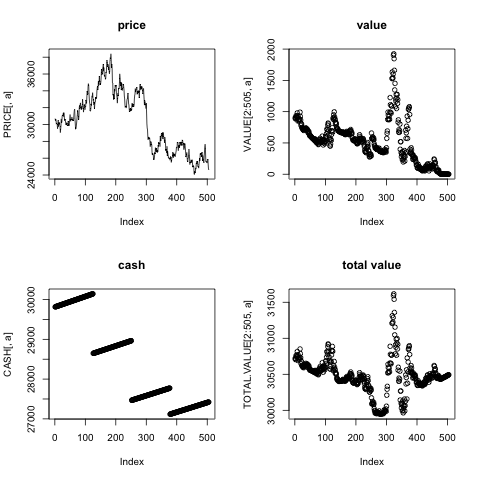 price
PRICE[, a]
24000 30000 36000
0 100 200 300 400 500
Index
value
VALUE[2:505, a]
0 500 1000 1500 2000
0 100 200 300 400 500
Index
cash
CASH[, a]
27000 28000 29000 30000
0 100 200 300 400 500
Index
total value
TOTAL.VALUE[2:505, a]
30000 30500 31000 31500
0 100 200 300 400 500
Index